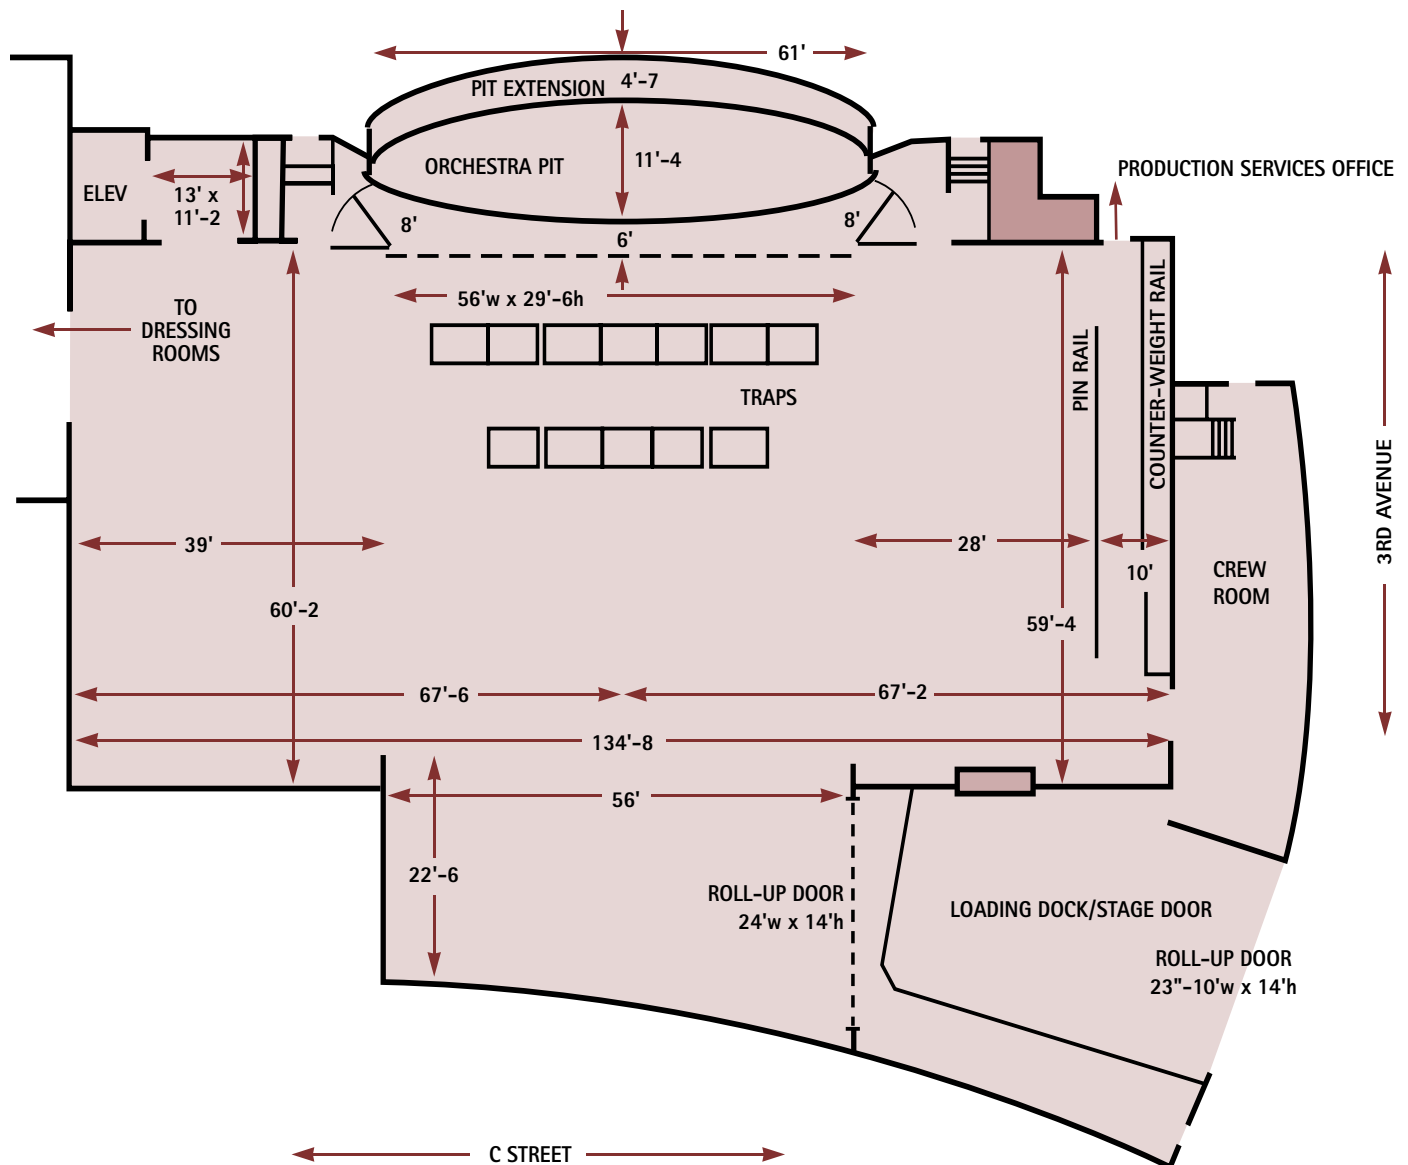 61'
PIT EXTENSION
4'-7
ORCHESTRA PIT
11'-4
PRODUCTION SERVICES OFFICE
ELEV
13' x
11'-2
8'
8'
6'
56'w x 29'-6h
TO
DRESSING
ROOMS
TRAPS
PIN RAIL
COUNTER-WEIGHT RAIL
3RD AVENUE
39'
28'
10'
CREW
ROOM
60'-2
59'-4
67'-6
67'-2
134'-8
56'
22'-6
ROLL-UP DOOR
24'w x 14'h
LOADING DOCK/STAGE DOOR
ROLL-UP DOOR
23"-10'w x 14'h
C STREET